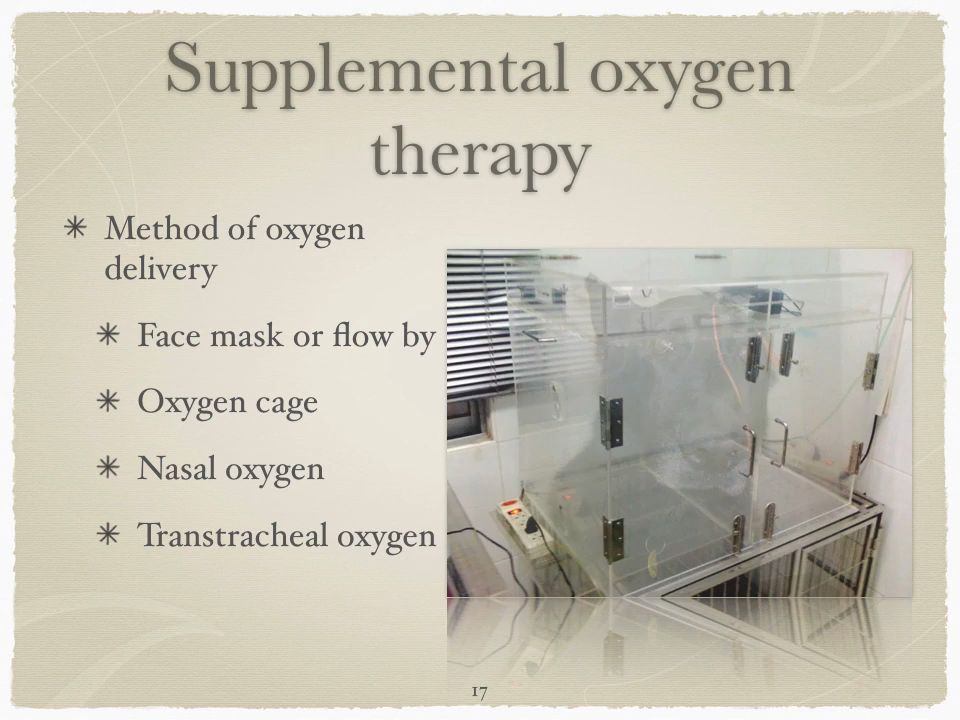 Supplemental oxygen
therapy
Method of oxygen
delivery
Face mask or flow by
Oxygen cage
Nasal oxygen
Transtracheal oxygen
17